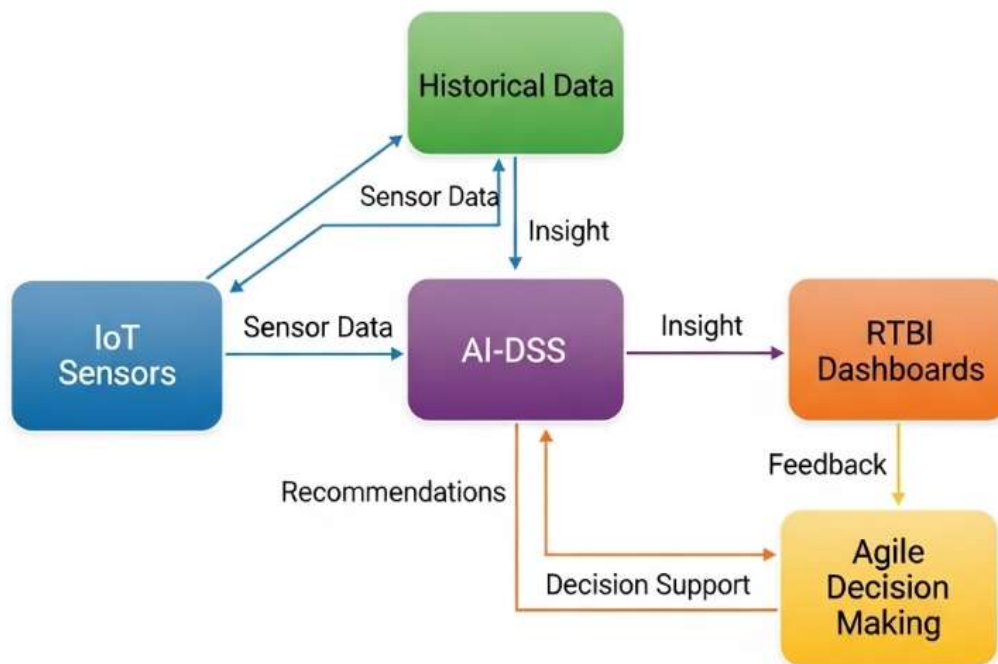 Historical Data
Sensor Data
Insight
IoT
Sensors
Sensor Data
AI-DSS
Insight
RTBI
Dashboards
Recommendations
Feedback
Decision Support
Agile
Decision
Making